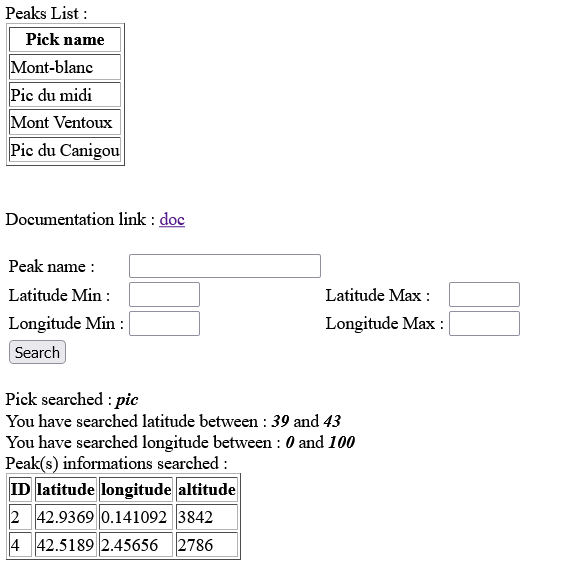 Peaks List :
Pick name
Mont-blanc
Pic du midi
Mont Ventoux
Pic du Canigou
Documentation link : doc
Peak name :
Latitude Min : Latitude Max :
Longitude Min : Longitude Max :
Search
Pick searched : pic
You have searched latitude between : 39 and 43
You have searched longitude between : 0 and 100
Peak(s) informations searched :
ID latitude longitude altitude
2 42.9369 0.141092 3842
4 42.5189 2.45656 2786